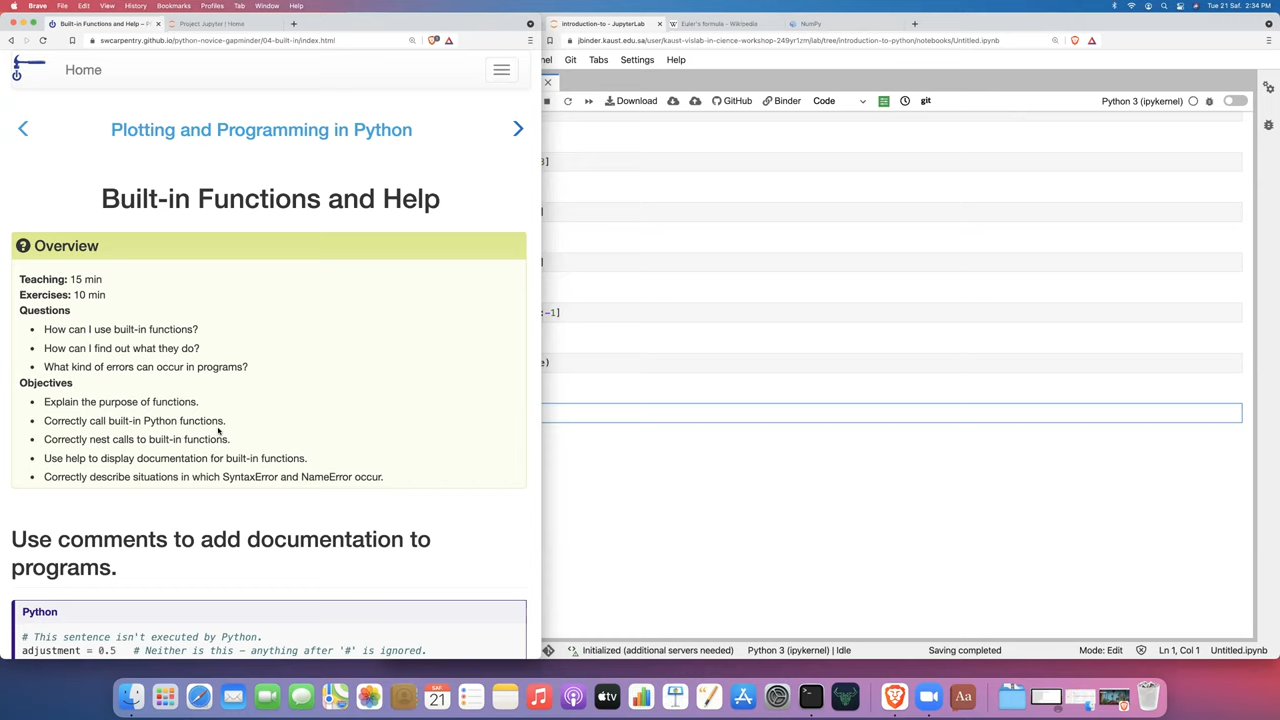 Brave File Edit View History Bookmarks Profiles Tab Window Help
Tue 21 Saf. 2:34 PM
Built-in Functions and Help – P
Project Jupyter | Home
swcarpentry.github.io/python-novice-gapminder/04-built-in/index.html
Home
Plotting and Programming in Python
Built-in Functions and Help
Overview
Teaching: 15 min
Exercises: 10 min
Questions
How can I use built-in functions?
How can I find out what they do?
What kind of errors can occur in programs?
Objectives
Explain the purpose of functions.
Correctly call built-in Python functions.
Correctly nest calls to built-in functions.
Use help to display documentation for built-in functions.
Correctly describe situations in which SyntaxError and NameError occur.
Use comments to add documentation to
programs.
Python
# This sentence isn't executed by Python.
adjustment = 0.5 # Neither is this - anything after '#' is ignored.
introduction-to - JupyterLab
Euler's formula - Wikipedia
NumPy
jbinder.kaust.edu.sa/user/kaust-vislab-in-cience-workshop-249yr1zm/lab/tree/introduction-to-python/notebooks/Untitled.ipynb
nel Git Tabs Settings Help
Download GitHub Binder Code git Python 3 (ipykernel)
]
]
:-1]
e)
Initialized (additional servers needed) Python 3 (ipykernel) | Idle Saving completed Mode: Edit Ln 1, Col 1 Untitled.ipynb
SAF
21
tv
Aa